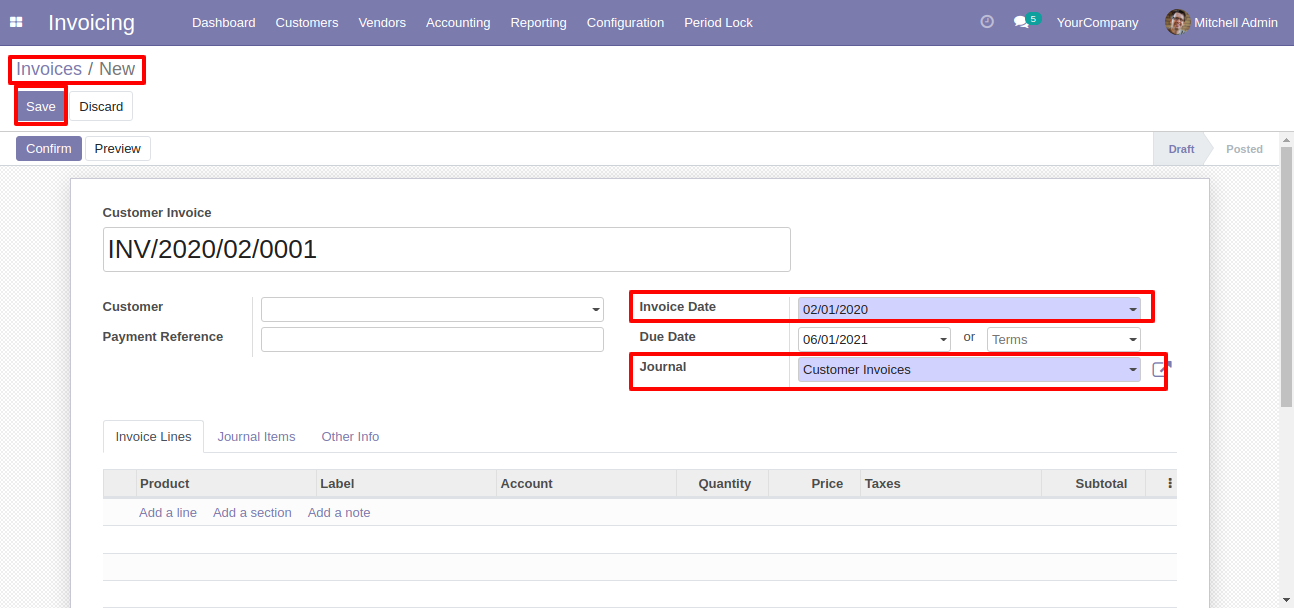 Invoicing Dashboard Customers Vendors Accounting Reporting Configuration Period Lock 5 YourCompany Mitchell Admin
Invoices / New
Save Discard
Confirm Preview Draft Posted
Customer Invoice
INV/2020/02/0001
Customer Invoice Date 02/01/2020
Payment Reference Due Date 06/01/2021 or Terms
Journal Customer Invoices
Invoice Lines Journal Items Other Info
Product Label Account Quantity Price Taxes Subtotal
Add a line Add a section Add a note